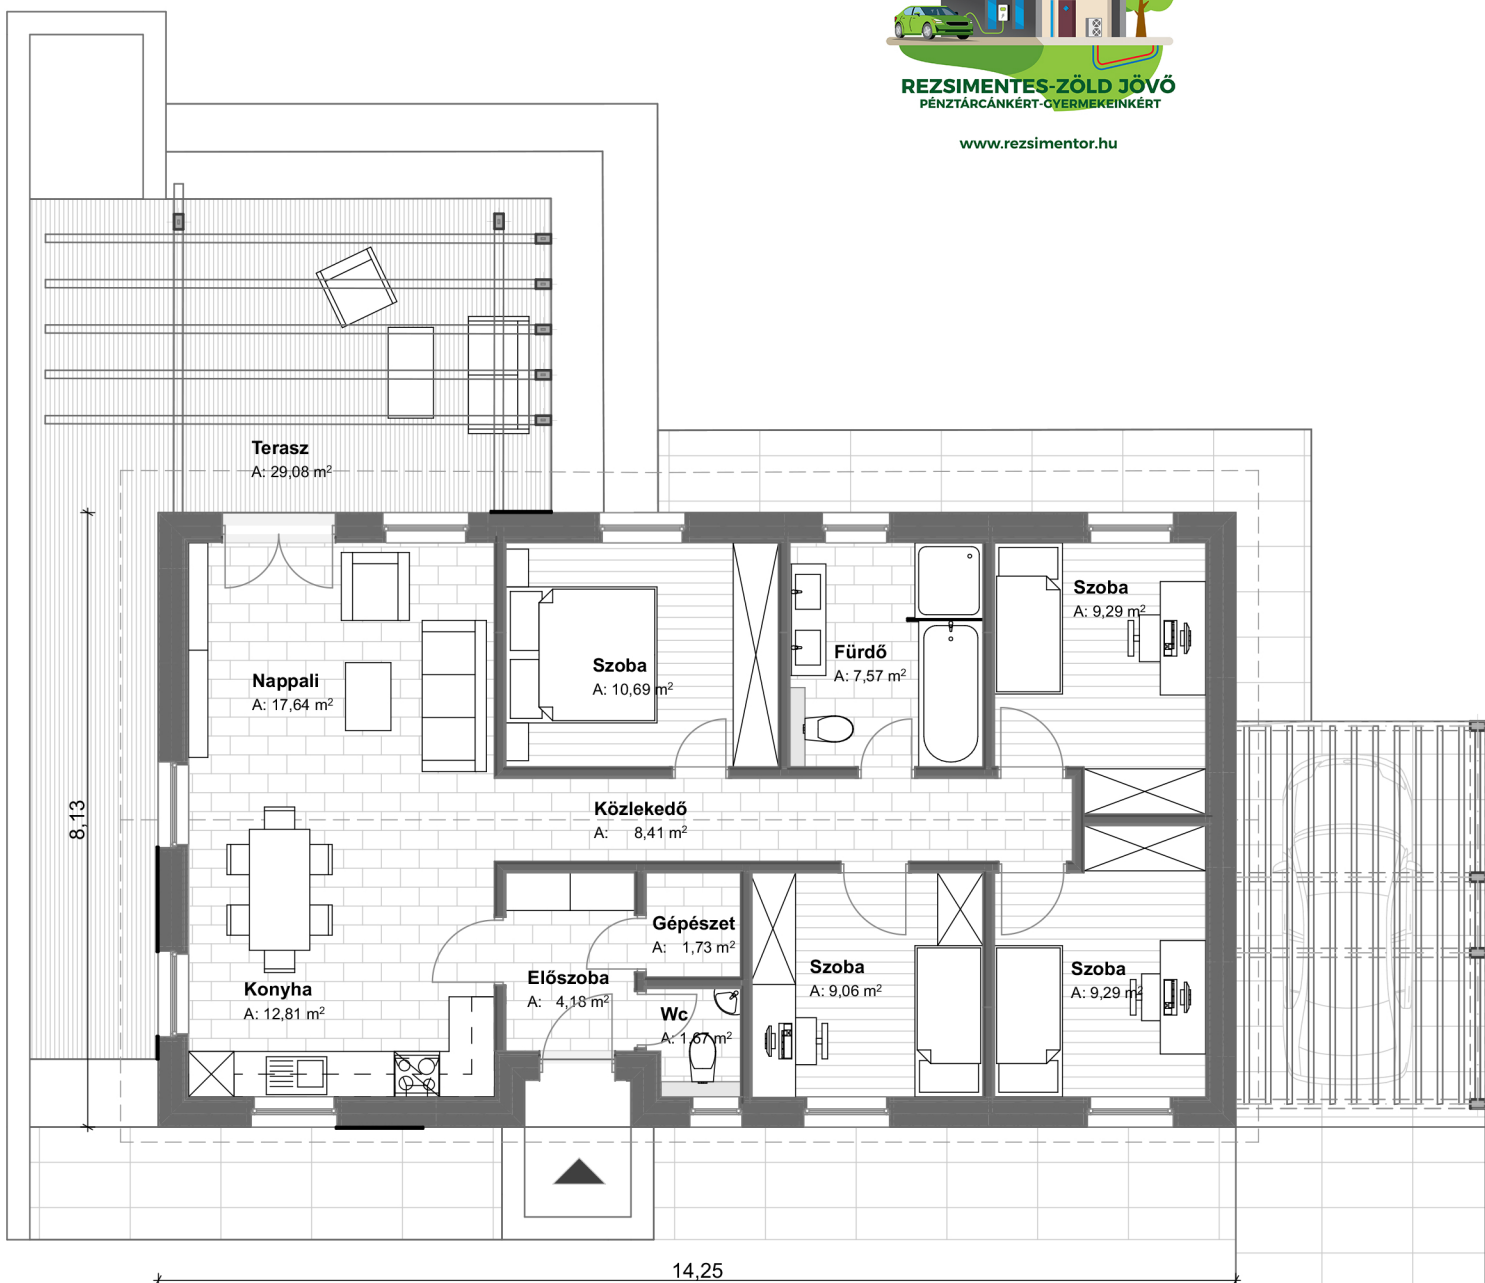 REZSIMENTES-ZÖLD JÖVŐ
PÉNZTÁRCÁNKÉRT-GYERMEKEINKÉRT
www.rezsimentor.hu
Terasz
A: 29,08 m²
Szoba
A: 9,29 m²
Fürdő
A: 7,57 m²
Szoba
A: 10,69 m²
Nappali
A: 17,64 m²
8,13
Közlekedő
A: 8,41 m²
Gépészet
A: 1,73 m²
Előszoba
A: 4,18 m²
Szoba
A: 9,06 m²
Szoba
A: 9,29 m²
Konyha
A: 12,81 m²
Wc
A: 1,67 m²
14,25